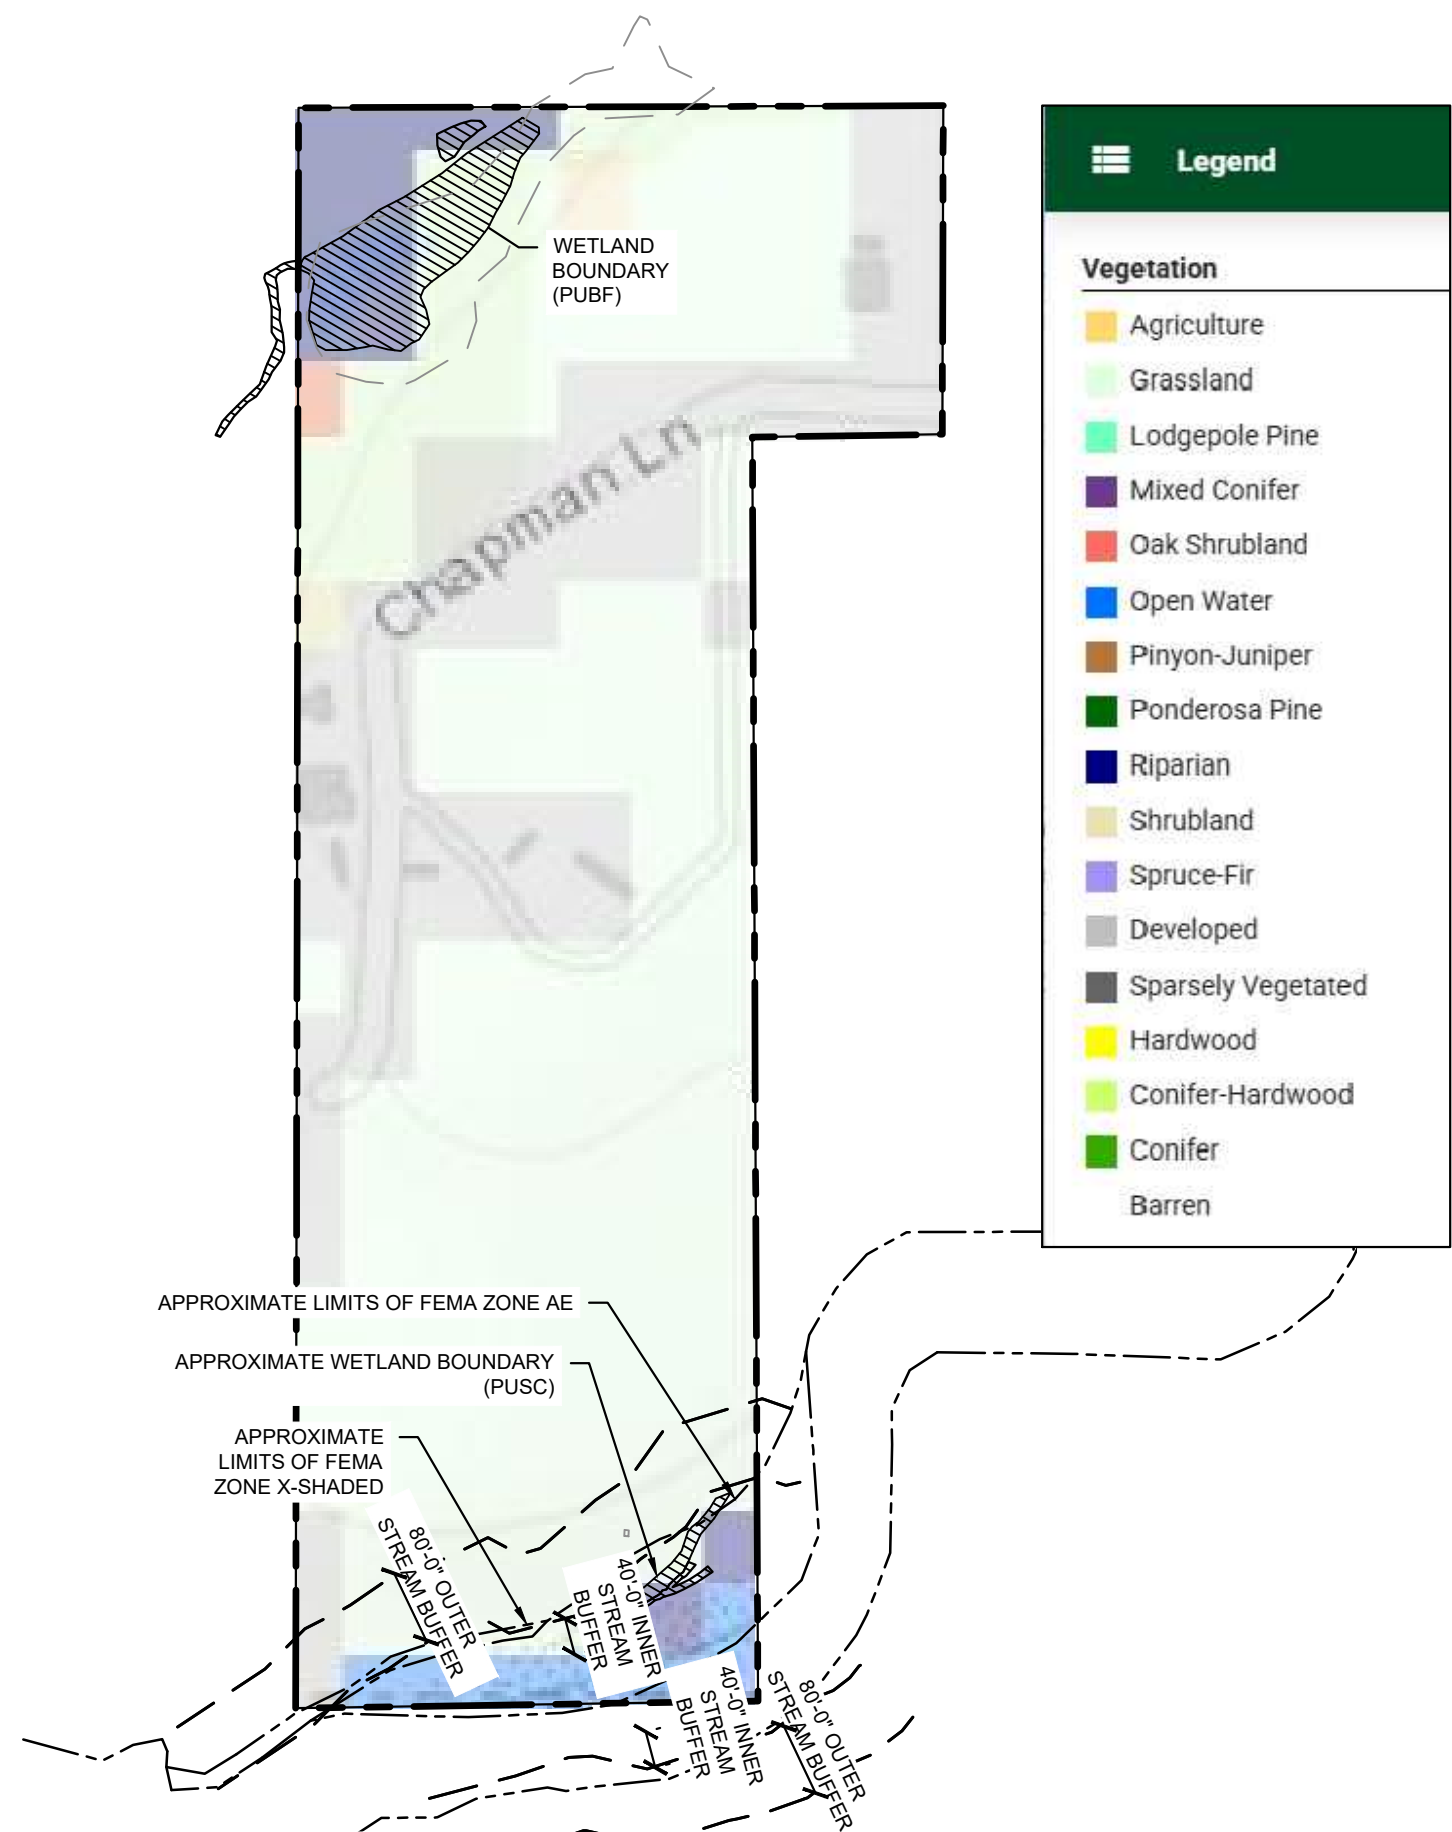 WETLAND
BOUNDARY
(PUBF)
Chapman Ln
APPROXIMATE LIMITS OF FEMA ZONE AE
APPROXIMATE WETLAND BOUNDARY
(PUSC)
APPROXIMATE
LIMITS OF FEMA
ZONE X-SHADED
80'-0" OUTER
STREAM BUFFER
40'-0" INNER
STREAM
BUFFER
40'-0" INNER
STREAM
BUFFER
80'-0" OUTER
STREAM BUFFER
Legend
Vegetation
Agriculture
Grassland
Lodgepole Pine
Mixed Conifer
Oak Shrubland
Open Water
Pinyon-Juniper
Ponderosa Pine
Riparian
Shrubland
Spruce-Fir
Developed
Sparsely Vegetated
Hardwood
Conifer-Hardwood
Conifer
Barren